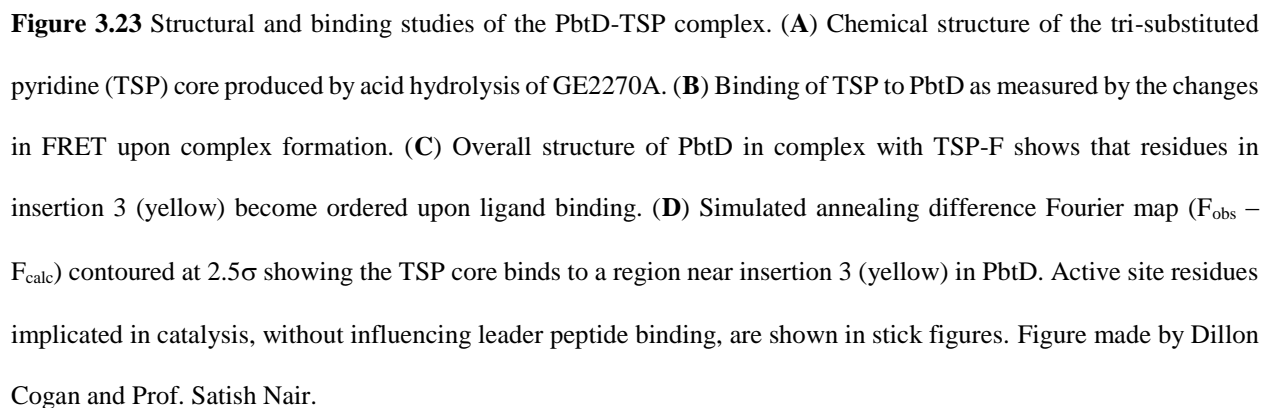 Figure 3.23 Structural and binding studies of the PbtD-TSP complex. (A) Chemical structure of the tri-substituted
pyridine (TSP) core produced by acid hydrolysis of GE2270A. (B) Binding of TSP to PbtD as measured by the changes
in FRET upon complex formation. (C) Overall structure of PbtD in complex with TSP-F shows that residues in
insertion 3 (yellow) become ordered upon ligand binding. (D) Simulated annealing difference Fourier map (Fobs –
Fcalc) contoured at 2.5σ showing the TSP core binds to a region near insertion 3 (yellow) in PbtD. Active site residues
implicated in catalysis, without influencing leader peptide binding, are shown in stick figures. Figure made by Dillon
Cogan and Prof. Satish Nair.